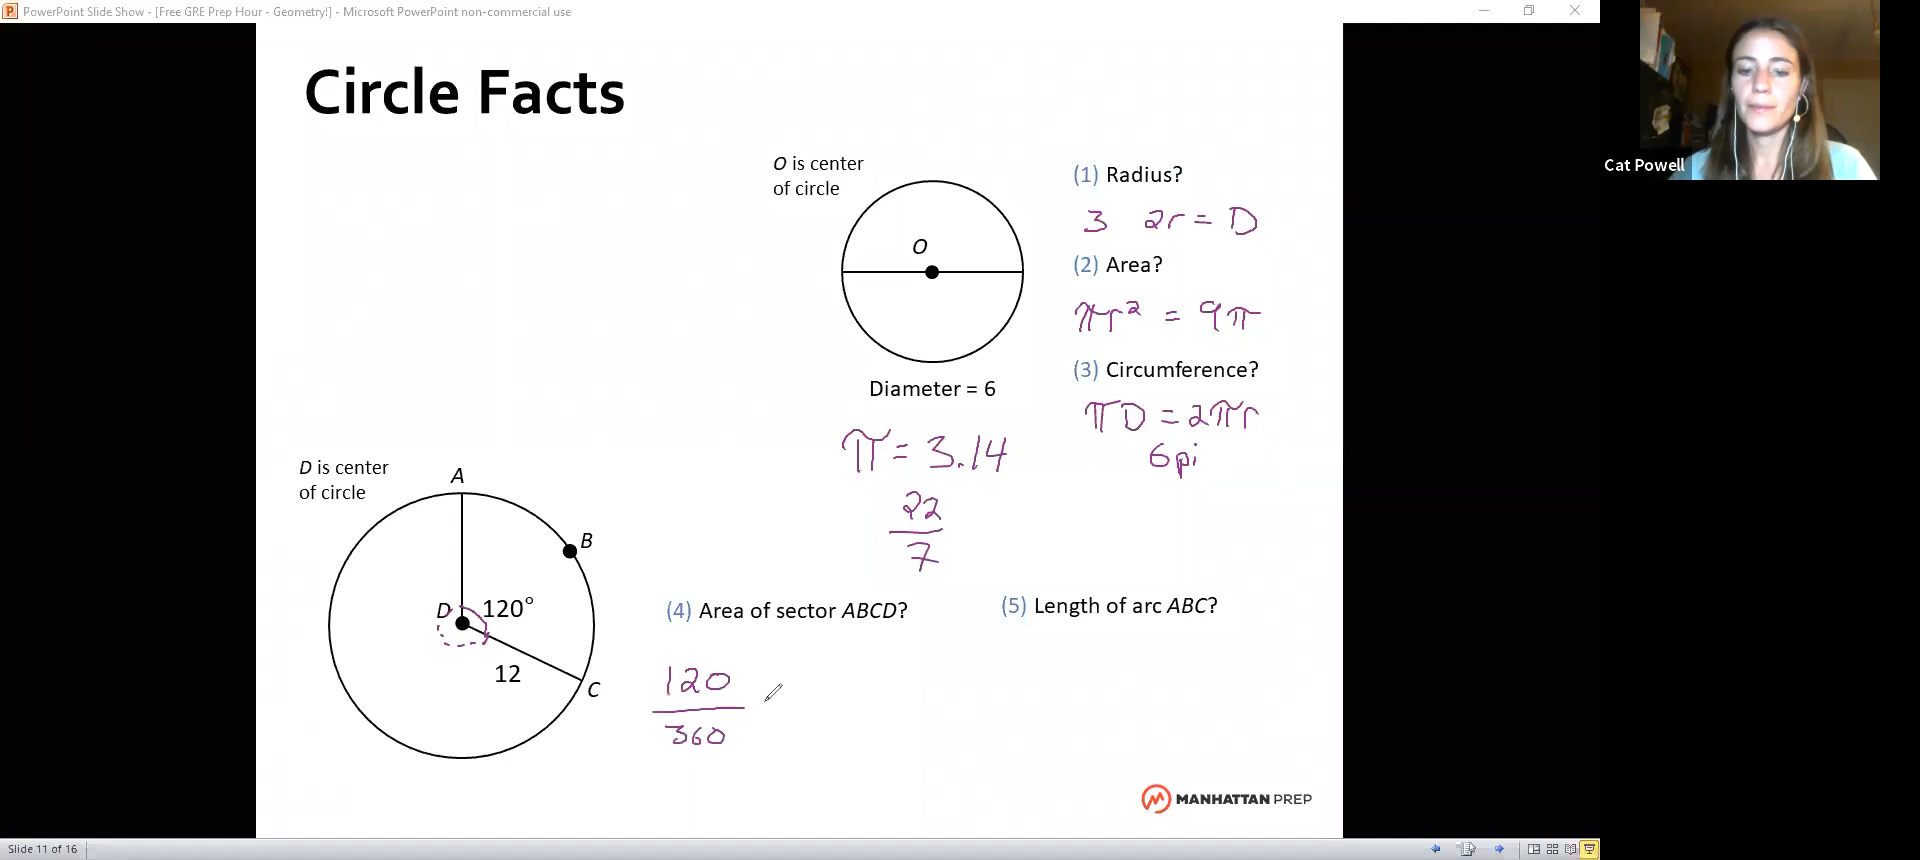 PowerPoint Slide Show - [Free GRE Prep Hour - Geometry!] - Microsoft PowerPoint non-commercial use
Circle Facts
O is center
of circle
O
Diameter = 6
π = 3.14
22
7
(1) Radius?
3 2r = D
(2) Area?
πr² = 9π
(3) Circumference?
πD = 2πr
6pi
D is center
of circle
A
B
D 120°
12
C
(4) Area of sector ABCD?
120
360
(5) Length of arc ABC?
MANHATTAN PREP
Slide 11 of 16
Cat Powell